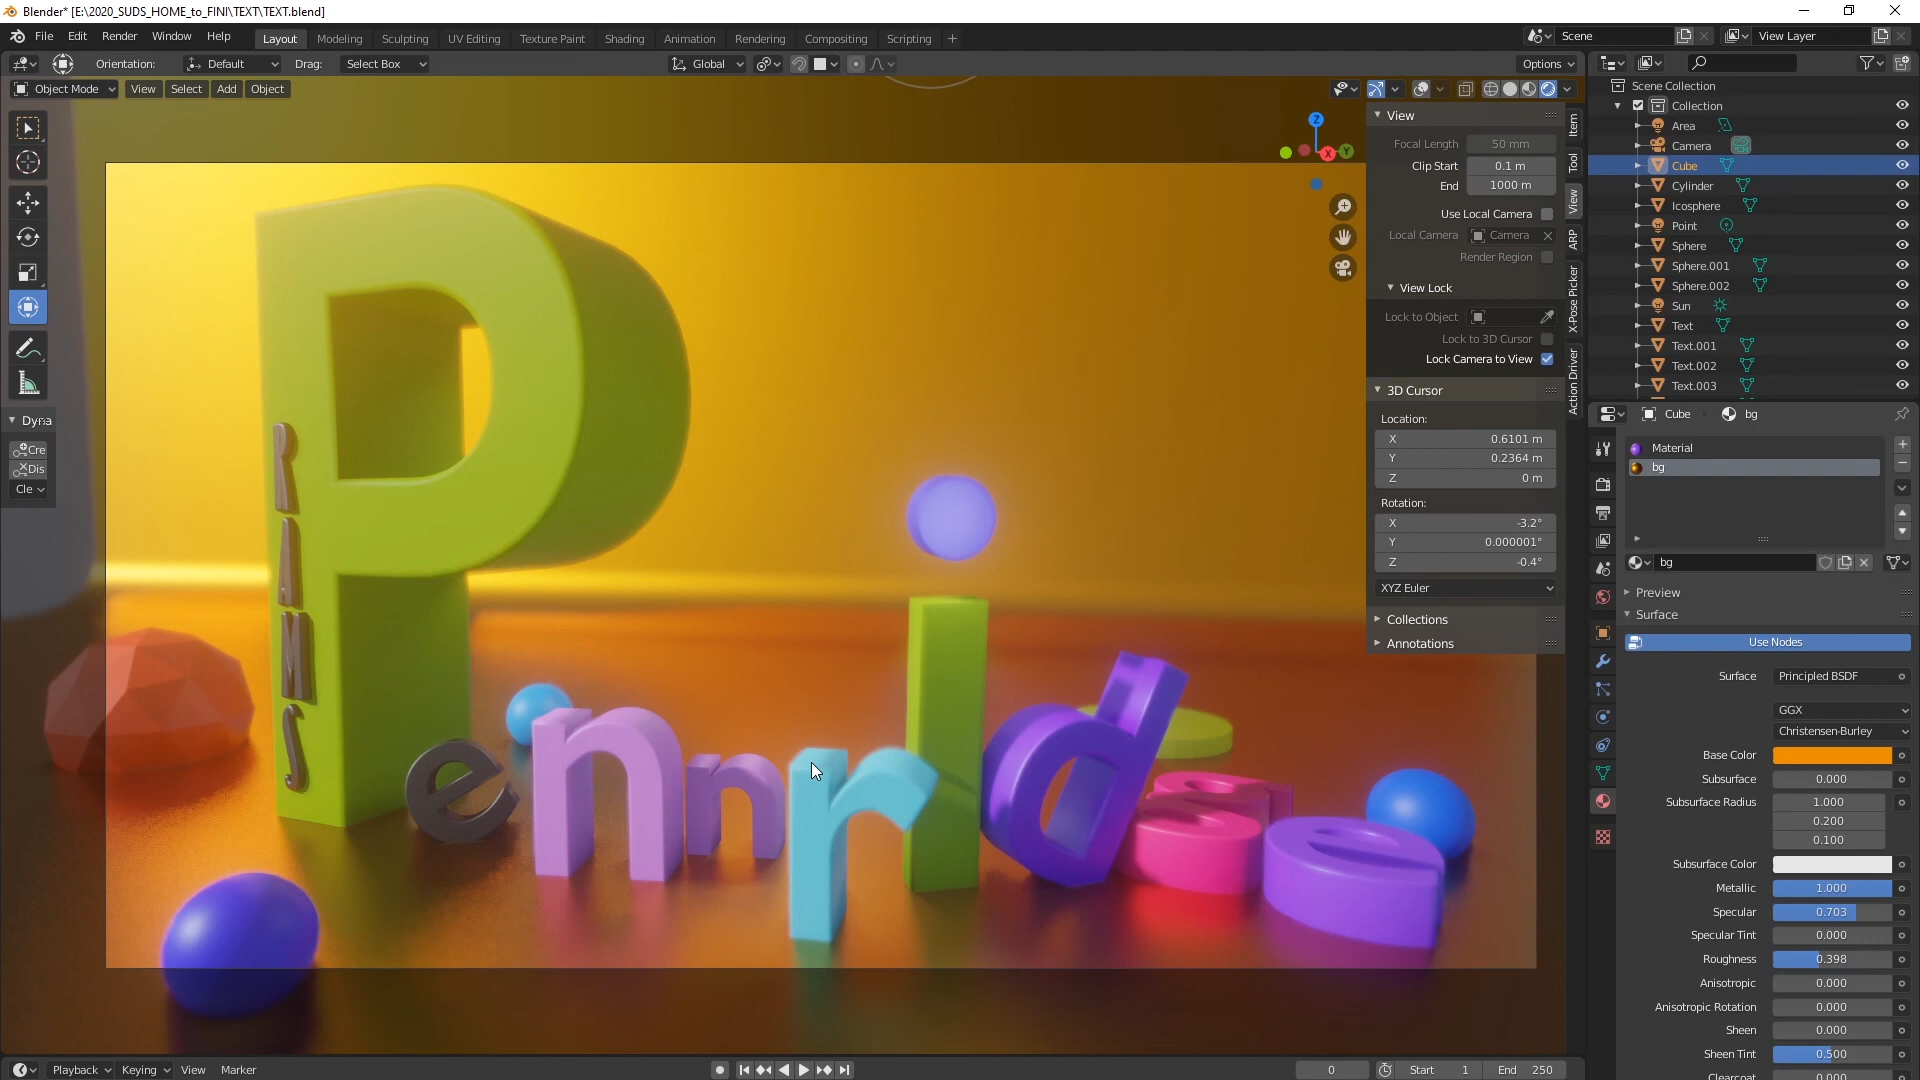 Blender* [E:\2020_SUDS_HOME_to_FINI\TEXT\TEXT.blend]
File Edit Render Window Help Layout Modeling Sculpting UV Editing Texture Paint Shading Animation Rendering Compositing Scripting + Scene View Layer
Orientation: Default Drag: Select Box Global Options
Object Mode View Select Add Object
Dyna
Cre
Dis
Cle
P
RAMS
e n n r i d a e
Z
X
Y
View
Focal Length 50 mm
Clip Start 0.1 m
End 1000 m
Use Local Camera
Local Camera Camera
Render Region
View Lock
Lock to Object
Lock to 3D Cursor
Lock Camera to View
3D Cursor
Location:
X 0.6101 m
Y 0.2364 m
Z 0 m
Rotation:
X -3.2°
Y 0.000001°
Z -0.4°
XYZ Euler
Collections
Annotations
Item
Tool
View
ARP
X-Pose Picker
Action Driver
Scene Collection
Collection
Area
Camera
Cube
Cylinder
Icosphere
Point
Sphere
Sphere.001
Sphere.002
Sun
Text
Text.001
Text.002
Text.003
Cube bg
Material
bg
bg
Preview
Surface
Use Nodes
Surface Principled BSDF
GGX
Christensen-Burley
Base Color
Subsurface 0.000
Subsurface Radius 1.000
0.200
0.100
Subsurface Color
Metallic 1.000
Specular 0.703
Specular Tint 0.000
Roughness 0.398
Anisotropic 0.000
Anisotropic Rotation 0.000
Sheen 0.000
Sheen Tint 0.500
Clearcoat 0.000
Playback Keying View Marker 0 Start 1 End 250